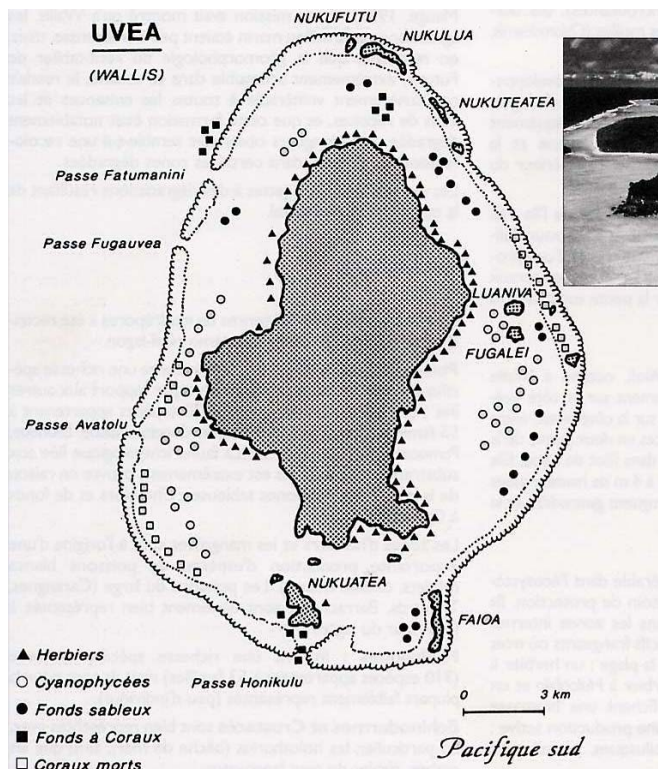 UVEA
(WALLIS)
NUKUFUTU
NUKULUA
NUKUTEATEA
Passe Fatumanini
Passe Fugauvea
LUANIVA
FUGALEI
Passe Avatolu
NUKUATEA
FAIOA
Passe Honikulu
Herbiers
Cyanophycées
Fonds sableux
Fonds à Coraux
Coraux morts
0 3 km
Pacifique sud